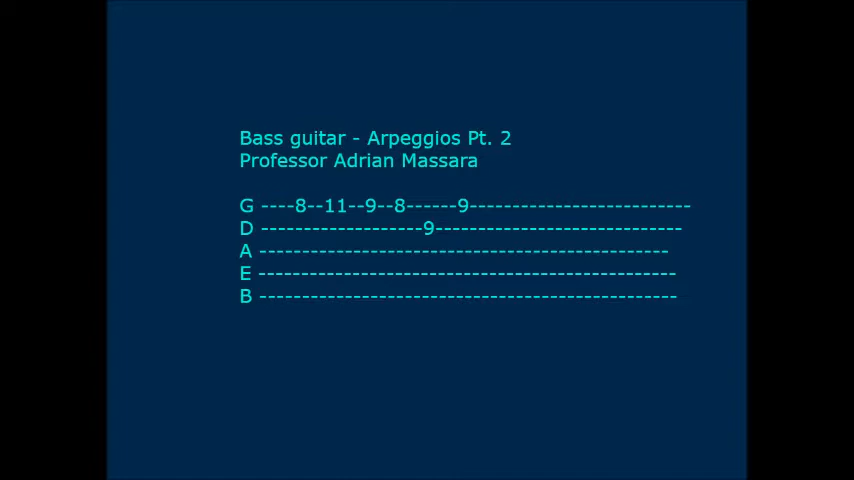 Bass guitar - Arpeggios Pt. 2
Professor Adrian Massara
G ----8--11--9--8------9--------------------------
D -------------------9-----------------------------
A ------------------------------------------------
E -------------------------------------------------
B -------------------------------------------------